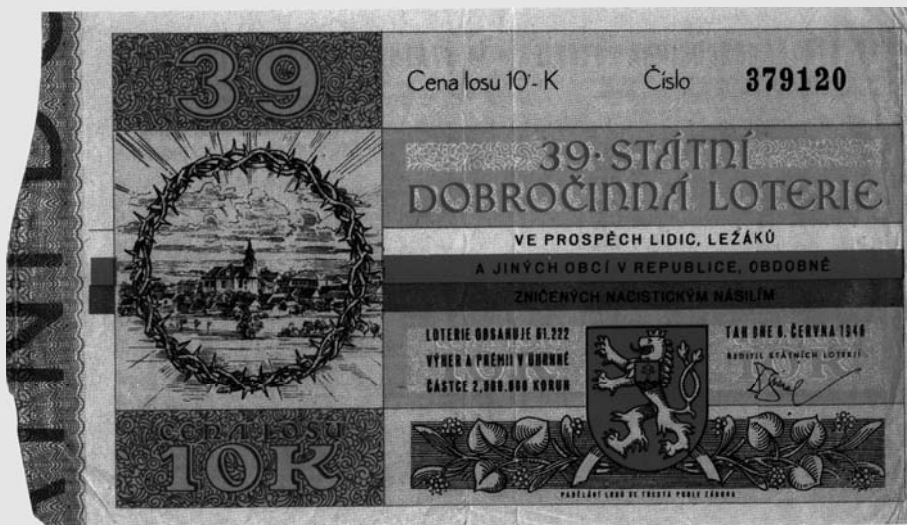 39
Cena losu 10·- K Číslo 379120
39. STÁTNÍ
DOBROČINNÁ LOTERIE
VE PROSPĚCH LIDIC, LEŽÁKŮ
A JINÝCH OBCÍ V REPUBLICE, OBDOBNĚ
ZNIČENÝCH NACISTICKÝM NÁSILÍM
LOTERIE OBSAHUJE 61.222
VÝHER A PRÉMIÍ V ÚHRNNÉ
ČÁSTCE 2,000.000 KORUN
TAH DNE 6. ČERVNA 1946
ŘEDITEL STÁTNÍCH LOTERIÍ
CENA LOSU
10K
PADĚLÁNÍ LOSŮ SE TRESTÁ PODLE ZÁKONA